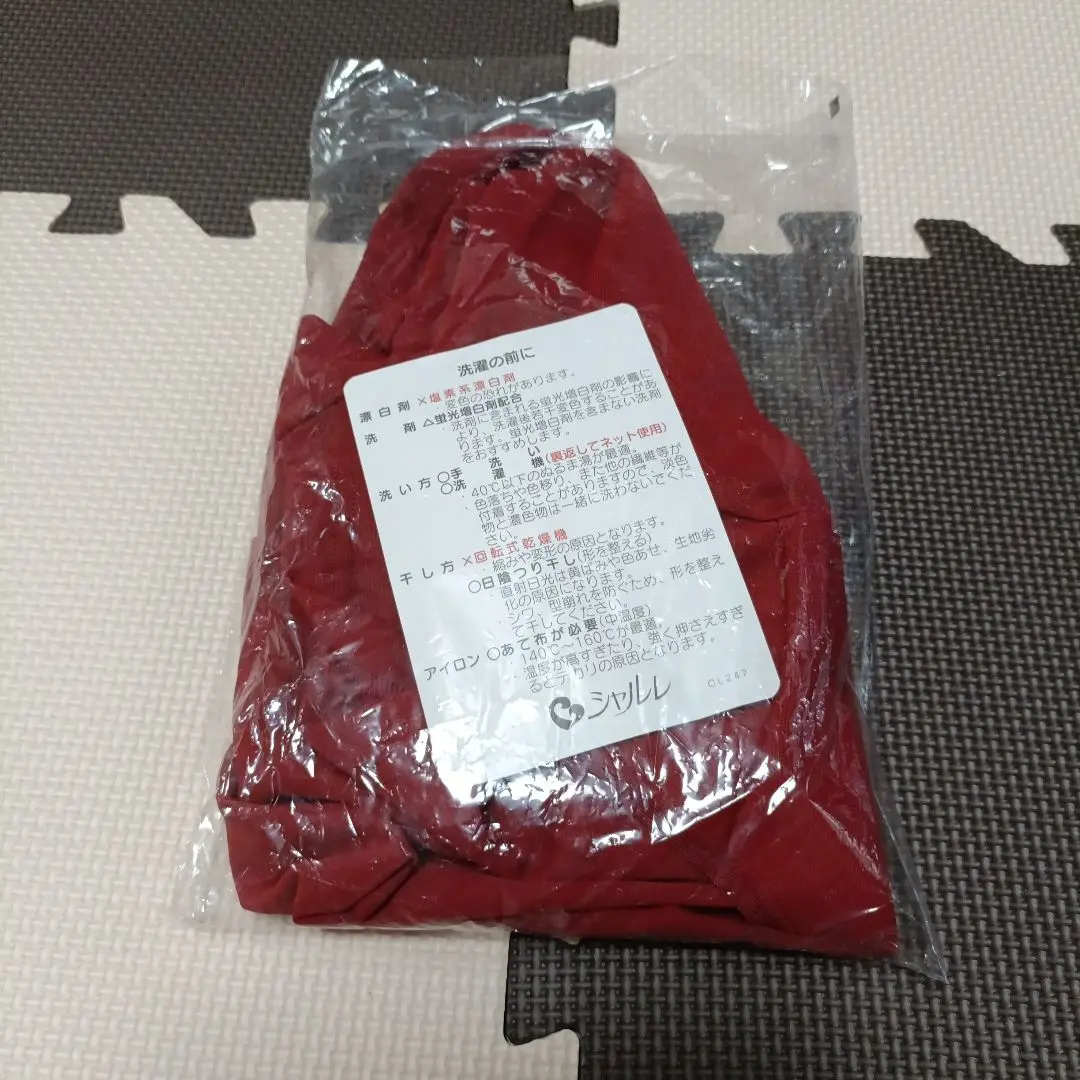 洗濯の前に
漂白剤 ×塩素系漂白剤
・変色の恐れがあります。
洗剤 △蛍光増白剤配合
・洗剤に含まれる蛍光増白剤の影響に
より、洗濯後若干変色することがあ
ります。蛍光増白剤を含まない洗剤
をおすすめします。
洗い方 ○手洗い
○洗濯機(裏返してネット使用)
・40℃以下のぬるま湯が最適。
・色落ちや色移り、また他の繊維等が
付着することがありますので、淡色
物と濃色物は一緒に洗わないでくだ
さい。
干し方 ×回転式乾燥機
・縮みや変形の原因となります。
○日陰つり干し(形を整える)
・直射日光は黄ばみや色あせ、生地劣
化の原因になります。
・シワ、型崩れを防ぐため、形を整え
て干してください。
アイロン ○あて布が必要(中温度)
・140℃〜160℃が最適。
・温度が高すぎたり、強く押さえすぎ
るとテカリの原因となります。
シャルレ
CL247